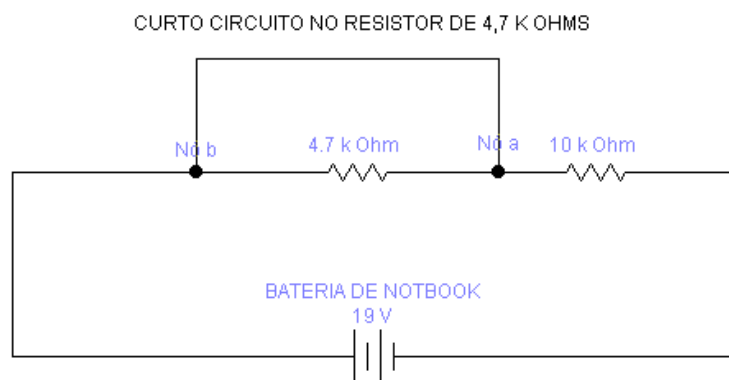 CURTO CIRCUITO NO RESISTOR DE 4,7 K OHMS
Nó b 4.7 k Ohm Nó a 10 k Ohm
BATERIA DE NOTBOOK
19 V